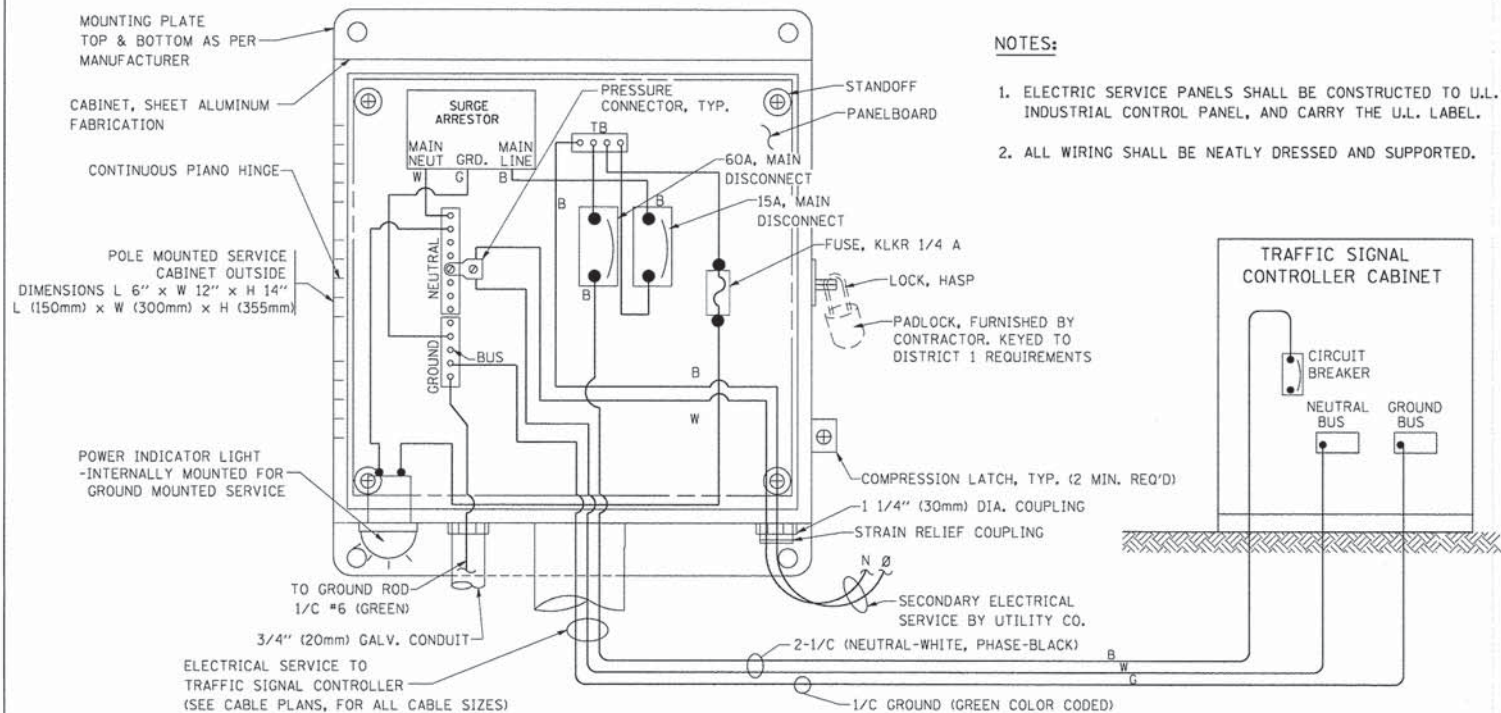 MOUNTING PLATE
TOP & BOTTOM AS PER
MANUFACTURER
CABINET, SHEET ALUMINUM
FABRICATION
CONTINUOUS PIANO HINGE
POLE MOUNTED SERVICE
CABINET OUTSIDE
DIMENSIONS L 6" x W 12" x H 14"
L (150mm) x W (300mm) x H (355mm)
POWER INDICATOR LIGHT
-INTERNALLY MOUNTED FOR
GROUND MOUNTED SERVICE
SURGE
ARRESTOR
MAIN
NEUT
GRD.
MAIN
LINE
W
G
B
PRESSURE
CONNECTOR, TYP.
TB
60A, MAIN
DISCONNECT
B
B
15A, MAIN
DISCONNECT
B
NEUTRAL
GROUND
BUS
B
W
STANDOFF
PANELBOARD
FUSE, KLKR 1/4 A
LOCK, HASP
PADLOCK, FURNISHED BY
CONTRACTOR. KEYED TO
DISTRICT 1 REQUIREMENTS
COMPRESSION LATCH, TYP. (2 MIN. REQ'D)
1 1/4" (30mm) DIA. COUPLING
STRAIN RELIEF COUPLING
N Ø
SECONDARY ELECTRICAL
SERVICE BY UTILITY CO.
TO GROUND ROD
1/C #6 (GREEN)
3/4" (20mm) GALV. CONDUIT
ELECTRICAL SERVICE TO
TRAFFIC SIGNAL CONTROLLER
(SEE CABLE PLANS, FOR ALL CABLE SIZES)
2-1/C (NEUTRAL-WHITE, PHASE-BLACK)
B
W
G
1/C GROUND (GREEN COLOR CODED)
NOTES:
1. ELECTRIC SERVICE PANELS SHALL BE CONSTRUCTED TO U.L.
INDUSTRIAL CONTROL PANEL, AND CARRY THE U.L. LABEL.
2. ALL WIRING SHALL BE NEATLY DRESSED AND SUPPORTED.
TRAFFIC SIGNAL
CONTROLLER CABINET
CIRCUIT
BREAKER
NEUTRAL
BUS
GROUND
BUS